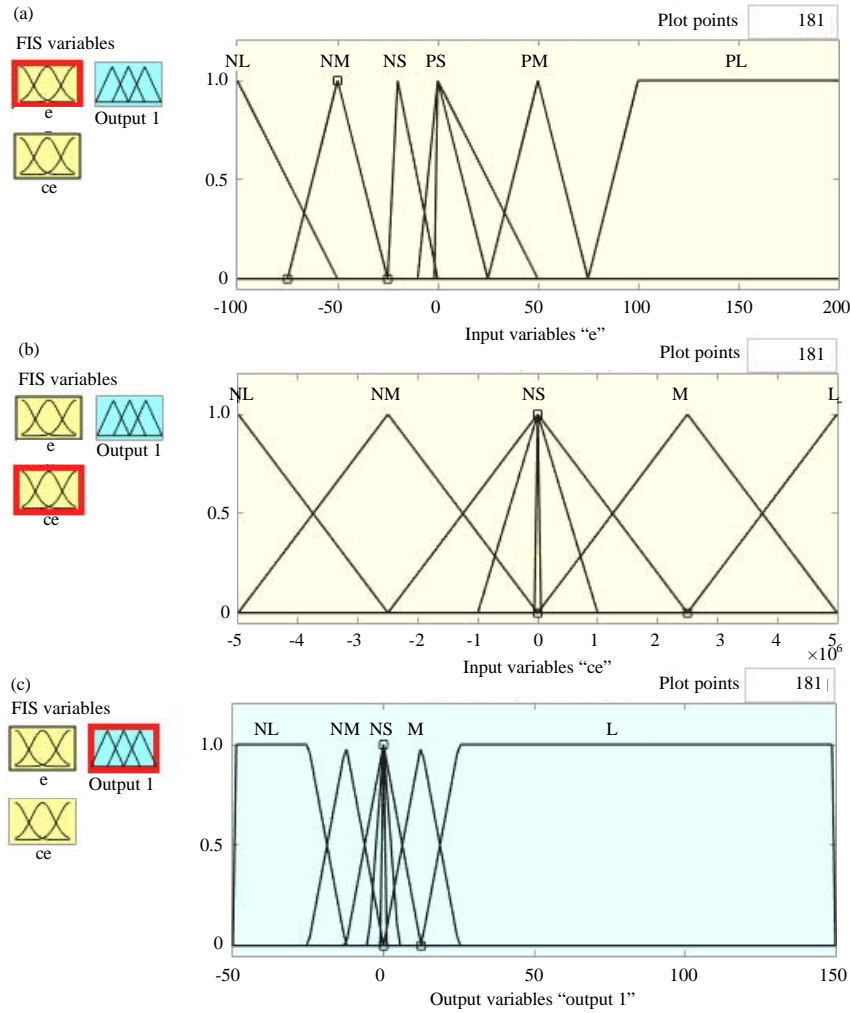 (a)
Plot points 181
FIS variables
e
Output 1
ce
NL NM NS PS PM PL
1.0
0.5
0
-100 -50 0 50 100 150 200
Input variables “e”
(b)
Plot points 181
FIS variables
e
Output 1
ce
NL NM NS M L
1.0
0.5
0
-5 -4 -3 -2 -1 0 1 2 3 4 5
×10⁶
Input variables “ce”
(c)
Plot points 181
FIS variables
e
Output 1
ce
NL NM NS M L
1.0
0.5
0
-50 0 50 100 150
Output variables “output 1”